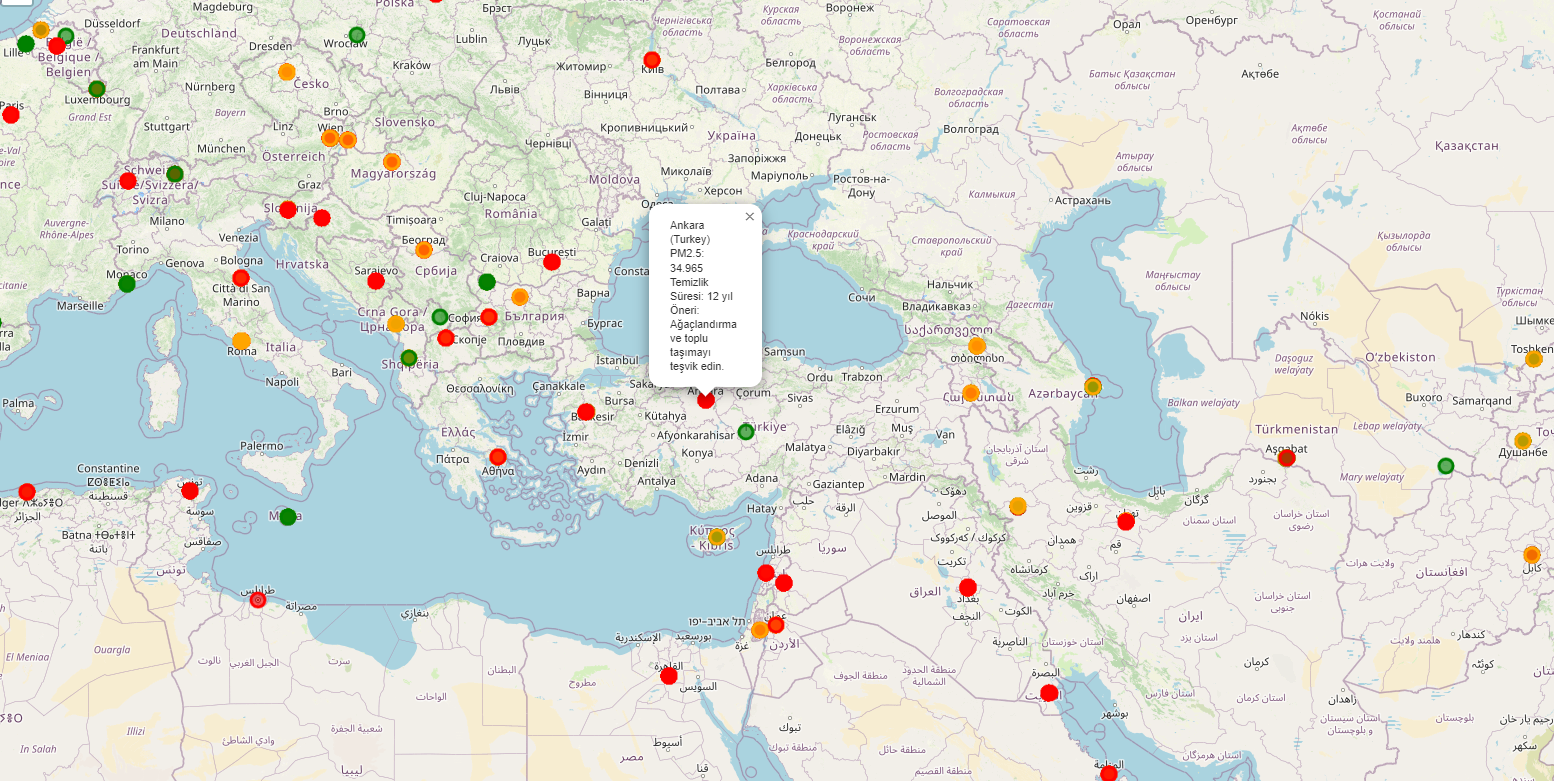 Magdeburg
Polska
Брэст
Чернігівська
область
Курская
область
Воронеж
Саратовская
область
Орал
Оренбург
Қостанай
облысы
Düsseldorf
Deutschland
Lille
België /
Belgique /
Belgien
Frankfurt
am Main
Dresden
Wrocław
Lublin
Луцьк
Воронежская
область
Kraków
Житомир
Київ
Белгород
Батыс Қазақстан
облысы
Ақтөбе
Luxembourg
Nürnberg
Česko
Львів
Вінниця
Полтава
Харківська
область
Волгоградская
область
Paris
Grand Est
Bayern
Brno
Slovensko
Stuttgart
Linz
Wien
Кропивницький
Україна
Луганськ
Донецьк
Ростовская
область
Волгоград
Ақтөбе
облысы
München
Österreich
Чернівці
Запоріжжя
Қазақстан
Schweiz/
Suisse/Svizzera/
Svizra
Graz
Magyarország
Moldova
Миколаїв
Маріуполь
Атырау
облысы
Херсон
Ростов-на-
Дону
Калмыкия
Астрахань
Slovenija
Cluj-Napoca
România
Одеса
Auvergne-
Rhône-Alpes
Milano
Timișoara
Galați
Краснодарский
край
Ставропольский
край
Қызылорда
облысы
Torino
Venezia
Београд
Genova
Bologna
Hrvatska
Craiova
București
Monaco
Sarajevo
Србија
Маңғыстау
облысы
Città di San
Marino
Constanța
Нальчик
Түркістан
облысы
Marseille
Варна
Сочи
Владикавказ
Дагестан
Crna Gora /
Црна Гора
София
България
Бургас
Нөкіс
Шымкент
საქართველო
Скопје
Пловдив
Roma
Italia
Shqipëria
თბილისი
Toshkent
Daşoguz
welaýaty
Oʻzbekiston
İstanbul
Samsun
Bari
Napoli
Θεσσαλονίκη
Çanakkale
Ordu
Trabzon
Ankara
Çorum
Sivas
Հայաստան
Azərbaycan
Balkan welaýaty
Buxoro
Samarqand
Palma
Bursa
Kütahya
Balıkesir
Erzurum
Ελλάς
İzmir
Afyonkarahisar
Türkiye
Elâzığ
Muş
Van
Türkmenistan
Lebap welaýaty
Душанбе
Palermo
Πάτρα
Αθήνα
Aydın
Denizli
Konya
Malatya
Diyarbakır
Aşgabat
Constantine
Antalya
Adana
Gaziantep
Mardin
Mary welaýaty
Hatay
Malta
Κύπρος
- Kıbrıs
Batna
Ankara
(Turkey)
PM2.5:
34.965
Temizlik
Süresi: 12 yıl
Öneri:
Ağaçlandırma
ve toplu
taşımayı
teşvik edin.
×
تونس
سوسة
صفاقس
تونس
طرابلس
مصراتة
بنغازي
قسنطينة
باتنة
الجزائر
حلب
الرقة
دهوك
الموصل
كركوك / کەرکووک
تكريت
سوريا
طرابلس
العراق
بغداد
النجف
الكوت
الناصرية
البصرة
استان آذربایجان
شرقی
رشت
قزوین
تهران
بابل
گرگان
بجنورد
استان سمنان
استان خراسان
رضوی
همدان
قم
کرمانشاه
اراک
خرم آباد
اصفهان
ایران
استان خراسان
جنوبی
استان یزد
استان خوزستان
ولایت هرات
افغانستان
کابل
کندهار
هلمند ولايت
کوئٹہ
کرمان
استان کرمان
استان فارس
زاهدان
استان سیستان
و بلوچستان
بوشهر
استان هرمزگان
بلوچستان
رحیم یار خان
سکھر
תל אביב-יפו
غزة
عمان
الأردن
بورسعيد
الإسكندرية
القاهرة
السويس
مطروح
البطنان
الواحات
سرت
الجبل الغربي
نالوت
El Meniaa
Ouargla
Illizi
In Salah
وادي الشاطئ
شعبية الجفرة
ليبيا
أسيوط
مصر
قنا
تبوك
منطقة تبوك
منطقة الجوف
منطقة الحدود
الشمالية
منطقة حائل
منطقة القصيم
المنامة